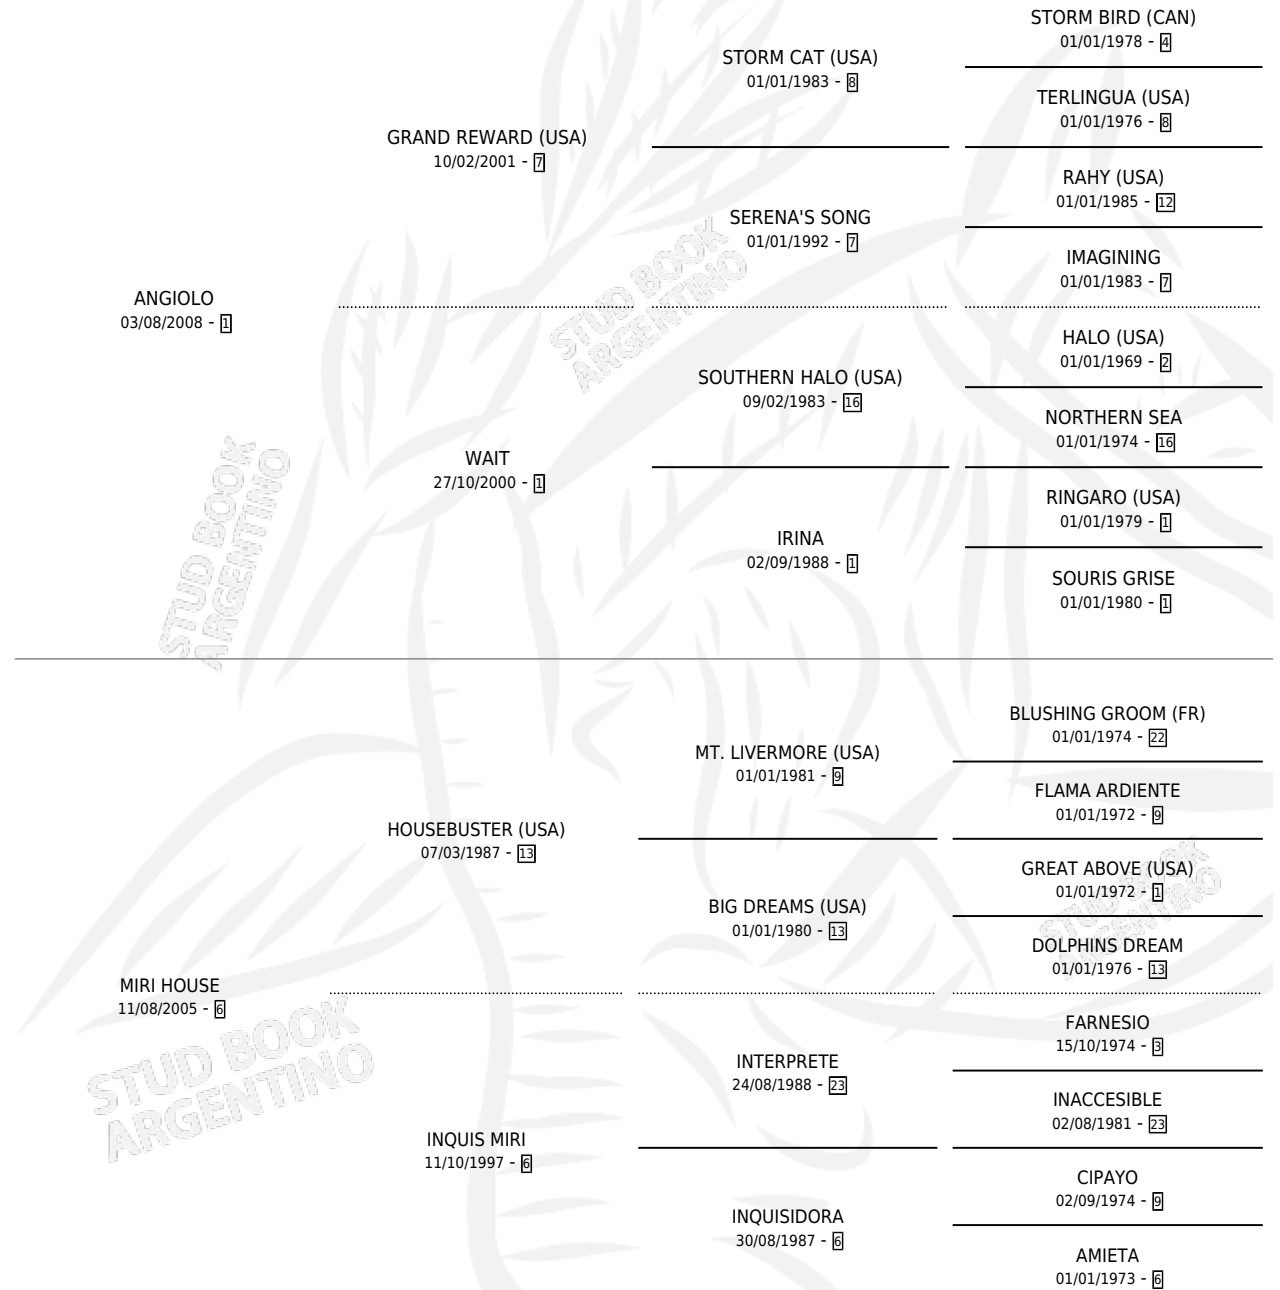 STORM BIRD (CAN)
01/01/1978 - 4
STORM CAT (USA)
01/01/1983 - 8
TERLINGUA (USA)
01/01/1976 - 8
GRAND REWARD (USA)
10/02/2001 - 7
RAHY (USA)
01/01/1985 - 12
SERENA'S SONG
01/01/1992 - 7
IMAGINING
01/01/1983 - 7
ANGIOLO
03/08/2008 - 1
HALO (USA)
01/01/1969 - 2
SOUTHERN HALO (USA)
09/02/1983 - 16
NORTHERN SEA
01/01/1974 - 16
WAIT
27/10/2000 - 1
RINGARO (USA)
01/01/1979 - 1
IRINA
02/09/1988 - 1
SOURIS GRISE
01/01/1980 - 1
BLUSHING GROOM (FR)
01/01/1974 - 22
MT. LIVERMORE (USA)
01/01/1981 - 9
FLAMA ARDIENTE
01/01/1972 - 9
HOUSEBUSTER (USA)
07/03/1987 - 13
GREAT ABOVE (USA)
01/01/1972 - 1
BIG DREAMS (USA)
01/01/1980 - 13
DOLPHINS DREAM
01/01/1976 - 13
MIRI HOUSE
11/08/2005 - 6
FARNESIO
15/10/1974 - 3
INTERPRETE
24/08/1988 - 23
INACCESIBLE
02/08/1981 - 23
INQUIS MIRI
11/10/1997 - 6
CIPAYO
02/09/1974 - 9
INQUISIDORA
30/08/1987 - 6
AMIETA
01/01/1973 - 6
STUD BOOK
ARGENTINO
STUD BOOK
ARGENTINO
STUD BOOK
ARGENTINO
STUD BOOK
ARGENTINO